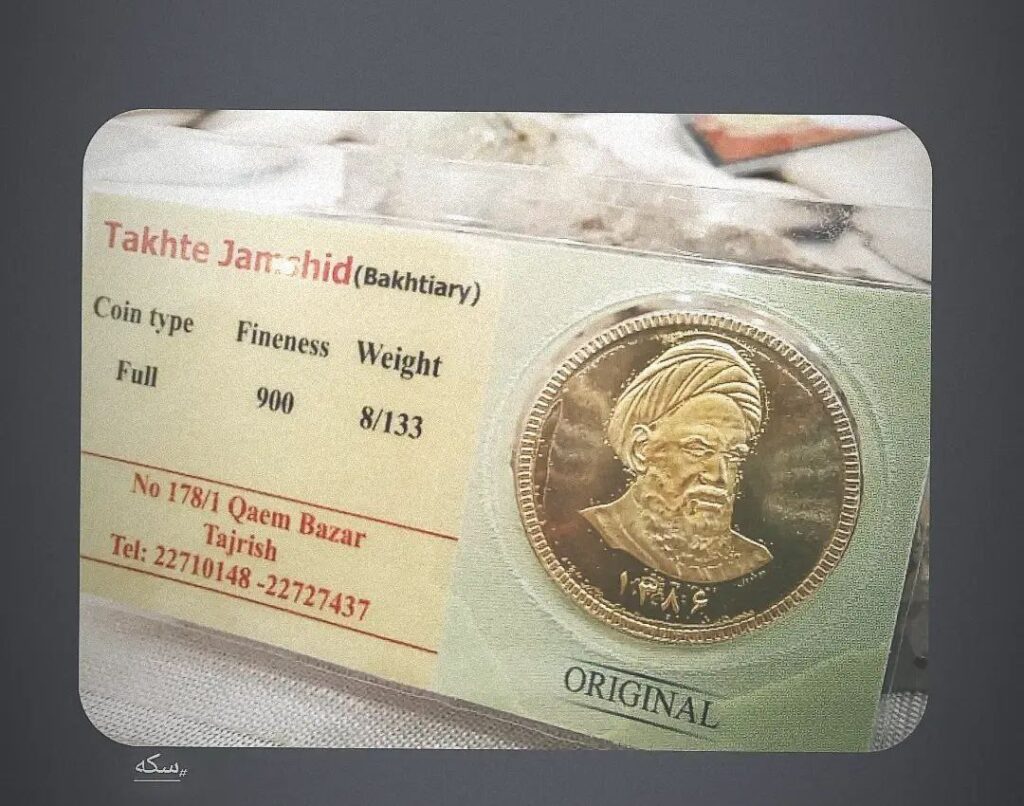 Takhte Jamshid (Bakhtiary)
Coin type Fineness Weight
Full 900 8/133
No 178/1 Qaem Bazar
Tajrish
Tel: 22710148 -22727437
۱۳۸۶
ORIGINAL
#سکه